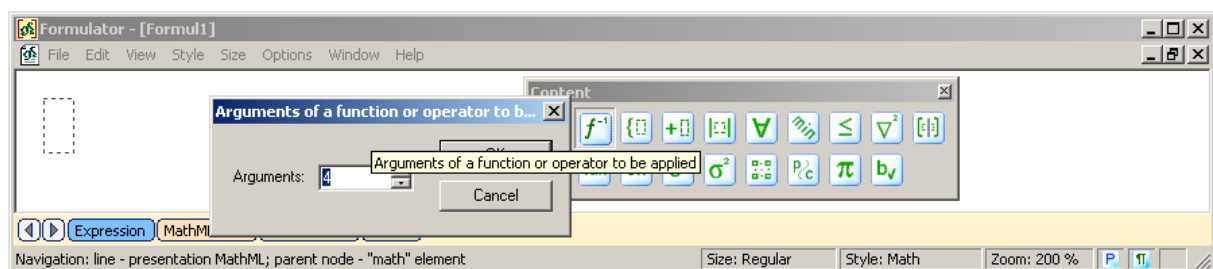 Formulator - [Formul1]
File Edit View Style Size Options Window Help
Content
Arguments of a function or operator to b...
Arguments of a function or operator to be applied
Arguments: 4
Cancel
Expression
Navigation: line - presentation MathML; parent node - "math" element
Size: Regular
Style: Math
Zoom: 200 %
P ¶